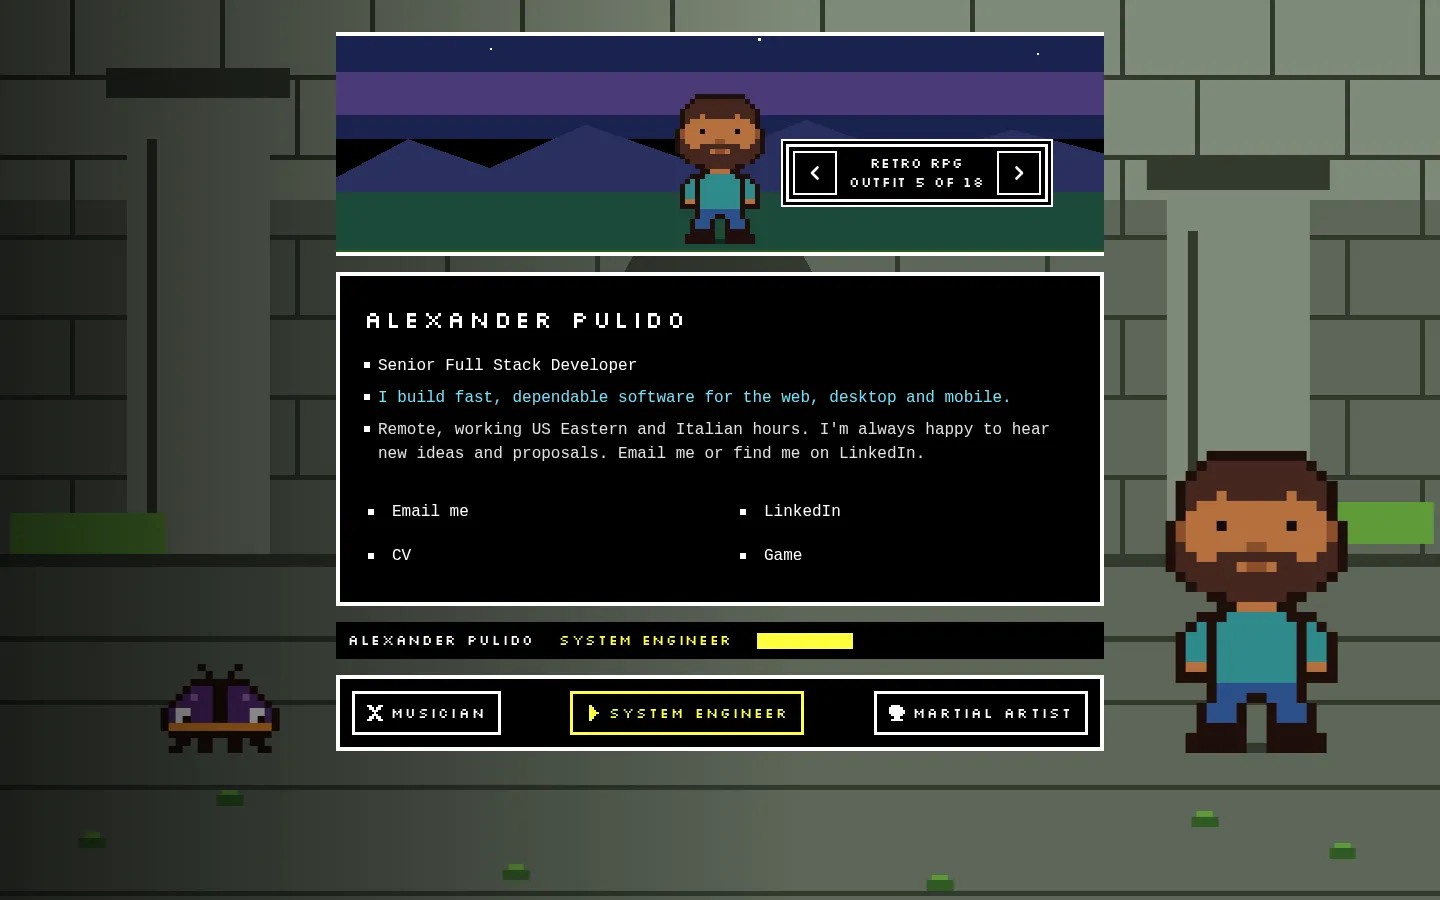 RETRO RPG
OUTFIT 5 OF 18
ALEXANDER PULIDO
Senior Full Stack Developer
I build fast, dependable software for the web, desktop and mobile.
Remote, working US Eastern and Italian hours. I'm always happy to hear
new ideas and proposals. Email me or find me on LinkedIn.
Email me
LinkedIn
CV
Game
ALEXANDER PULIDO SYSTEM ENGINEER
MUSICIAN
SYSTEM ENGINEER
MARTIAL ARTIST